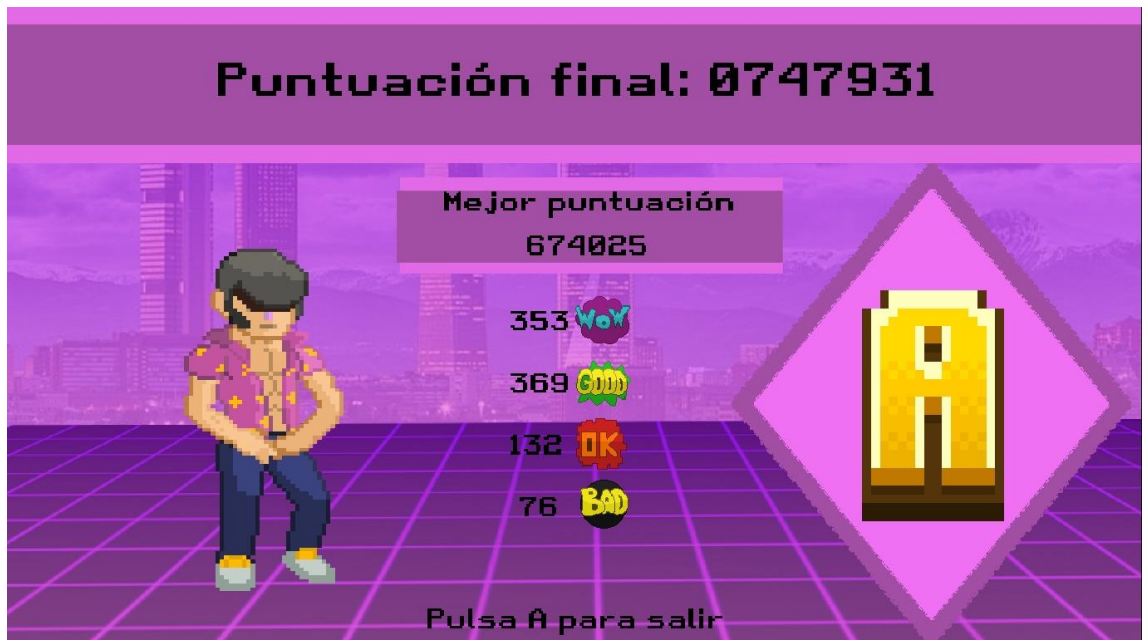 Puntuación final: 0747931
Mejor puntuación
674025
353 WOW
369 GOOD
132 OK
76 BAD
A
Pulsa A para salir